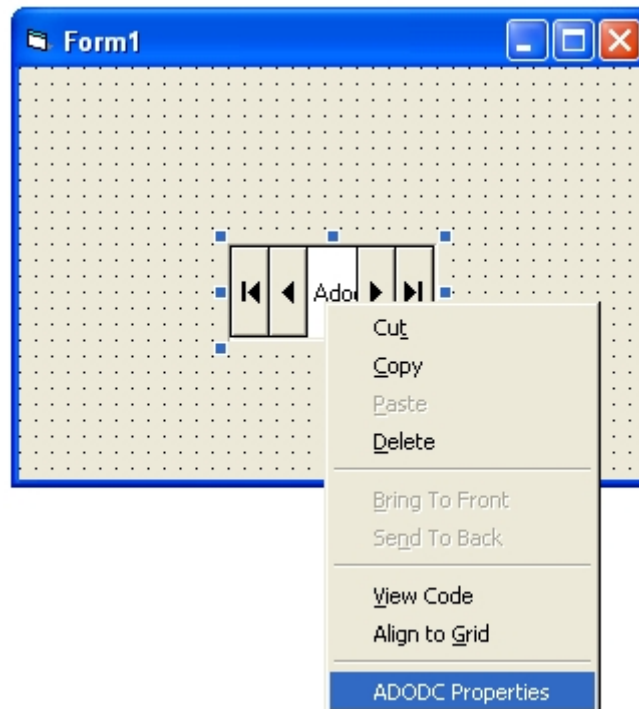 Form1
Ado
Cut
Copy
Paste
Delete
Bring To Front
Send To Back
View Code
Align to Grid
ADODC Properties